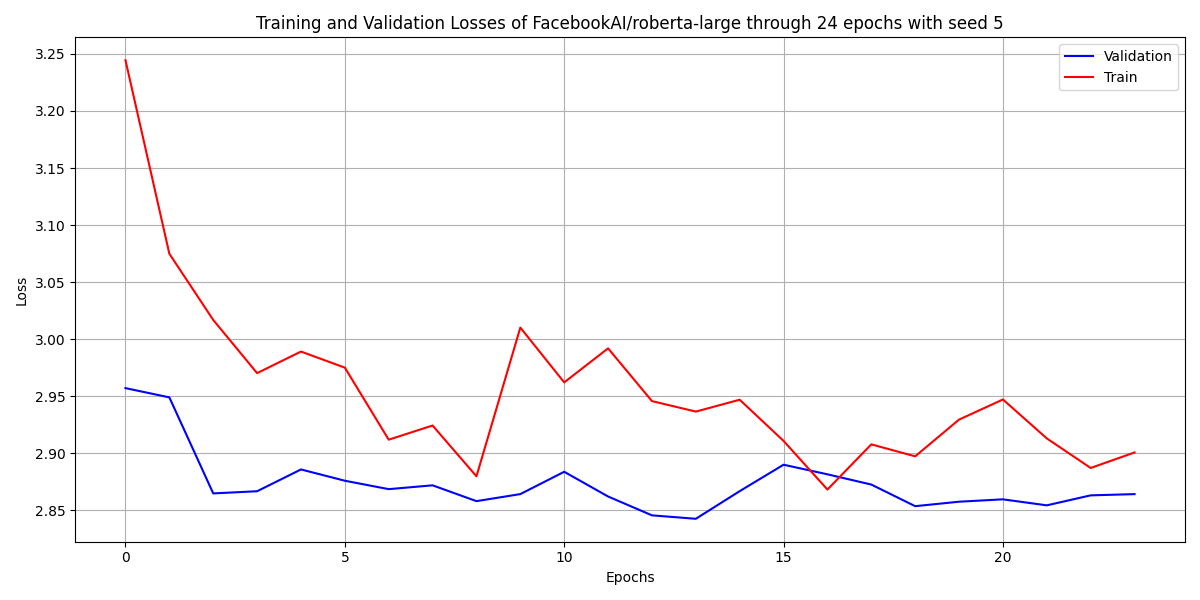 Training and Validation Losses of FacebookAI/roberta-large through 24 epochs with seed 5
Validation
Train
3.25
3.20
3.15
3.10
3.05
3.00
2.95
2.90
2.85
Loss
0 5 10 15 20
Epochs